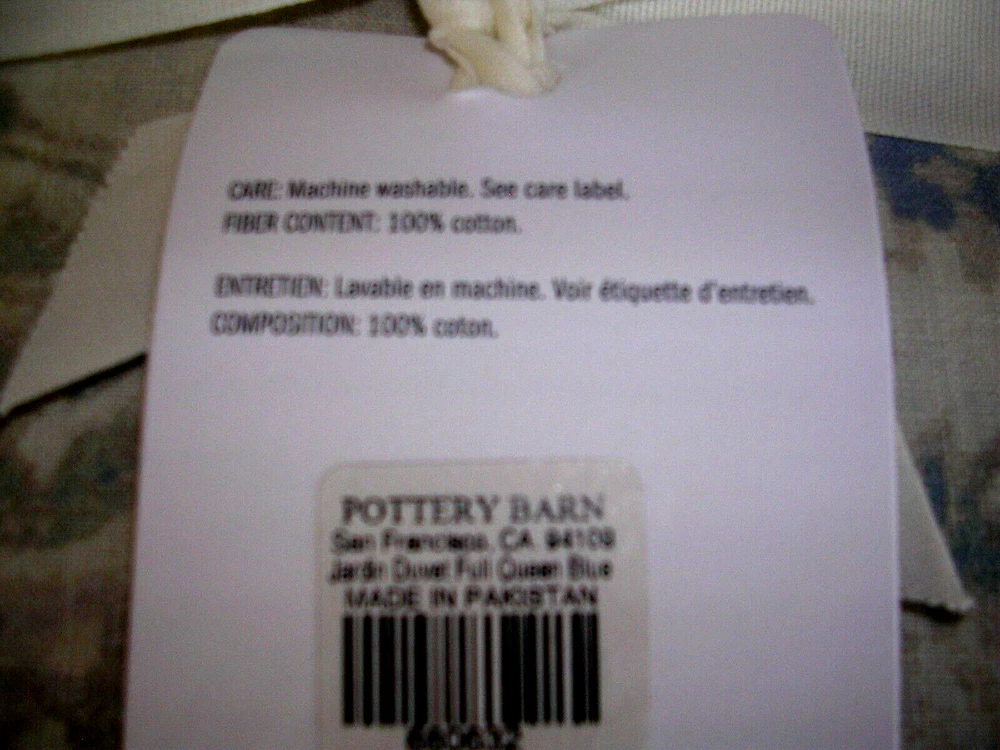 CARE: Machine washable. See care label.
FIBER CONTENT: 100% cotton.
ENTRETIEN: Lavable en machine. Voir étiquette d'entretien.
COMPOSITION: 100% coton.
POTTERY BARN
San Francisco, CA 94109
Jardin Duvet Full Queen Blue
MADE IN PAKISTAN